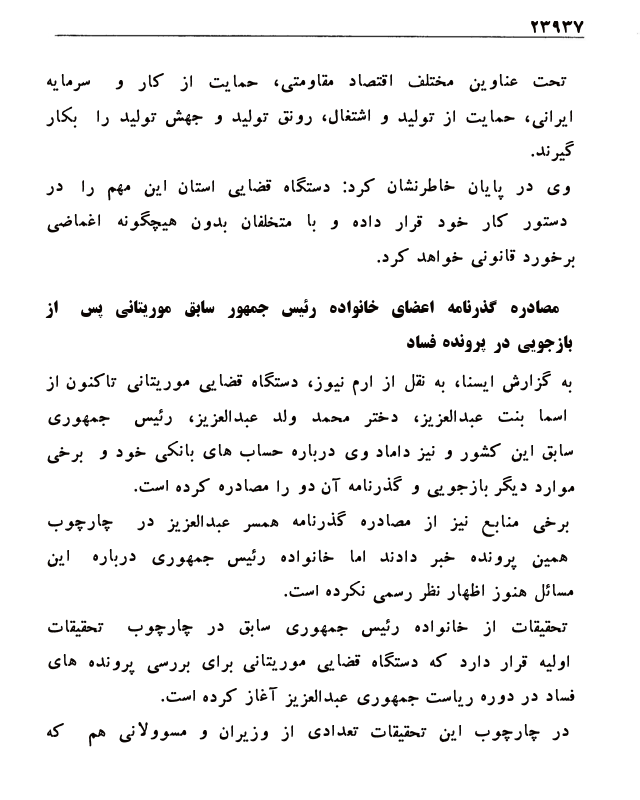 ۲۳۹۳۷
تحت عناوین مختلف اقتصاد مقاومتی، حمایت از کار و سرمایه
ایرانی، حمایت از تولید و اشتغال، رونق تولید و جهش تولید را بکار
گیرند.
وی در پایان خاطرنشان کرد: دستگاه قضایی استان این مهم را در
دستور کار خود قرار داده و با متخلفان بدون هیچگونه اغماضی
برخورد قانونی خواهد کرد.
مصادره گذرنامه اعضای خانواده رئیس جمهور سابق موریتانی پس از
بازجویی در پرونده فساد
به گزارش ایسنا، به نقل از ارم نیوز، دستگاه قضایی موریتانی تاکنون از
اسما بنت عبدالعزیز، دختر محمد ولد عبدالعزیز، رئیس جمهوری
سابق این کشور و نیز داماد وی درباره حساب های بانکی خود و برخی
موارد دیگر بازجویی و گذرنامه آن دو را مصادره کرده است.
برخی منابع نیز از مصادره گذرنامه همسر عبدالعزیز در چارچوب
همین پرونده خبر دادند اما خانواده رئیس جمهوری درباره این
مسائل هنوز اظهار نظر رسمی نکرده است.
تحقیقات از خانواده رئیس جمهوری سابق در چارچوب تحقیقات
اولیه قرار دارد که دستگاه قضایی موریتانی برای بررسی پرونده های
فساد در دوره ریاست جمهوری عبدالعزیز آغاز کرده است.
در چارچوب این تحقیقات تعدادی از وزیران و مسوولانی هم که